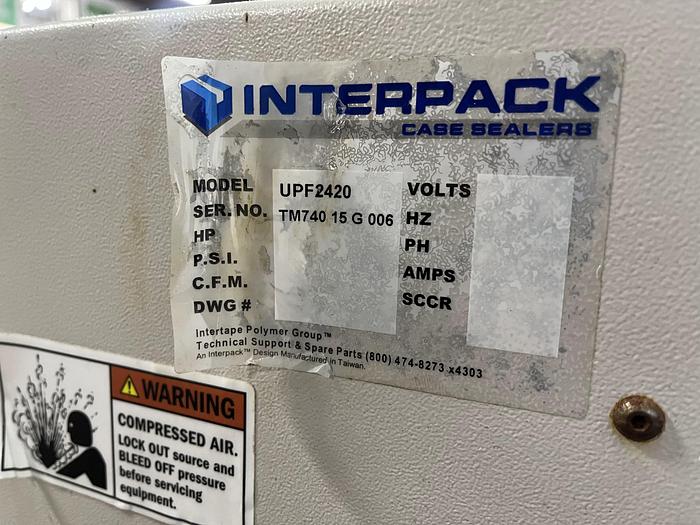 INTERPACK
CASE SEALERS
MODEL UPF2420 VOLTS
SER. NO. TM740 15 G 006 HZ
HP PH
P.S.I. AMPS
C.F.M. SCCR
DWG #
Intertape Polymer Group™
Technical Support & Spare Parts (800) 474-8273 x4303
An Interpack™ Design Manufactured in Taiwan.
WARNING
COMPRESSED AIR.
LOCK OUT source and
BLEED OFF pressure
before servicing
equipment.